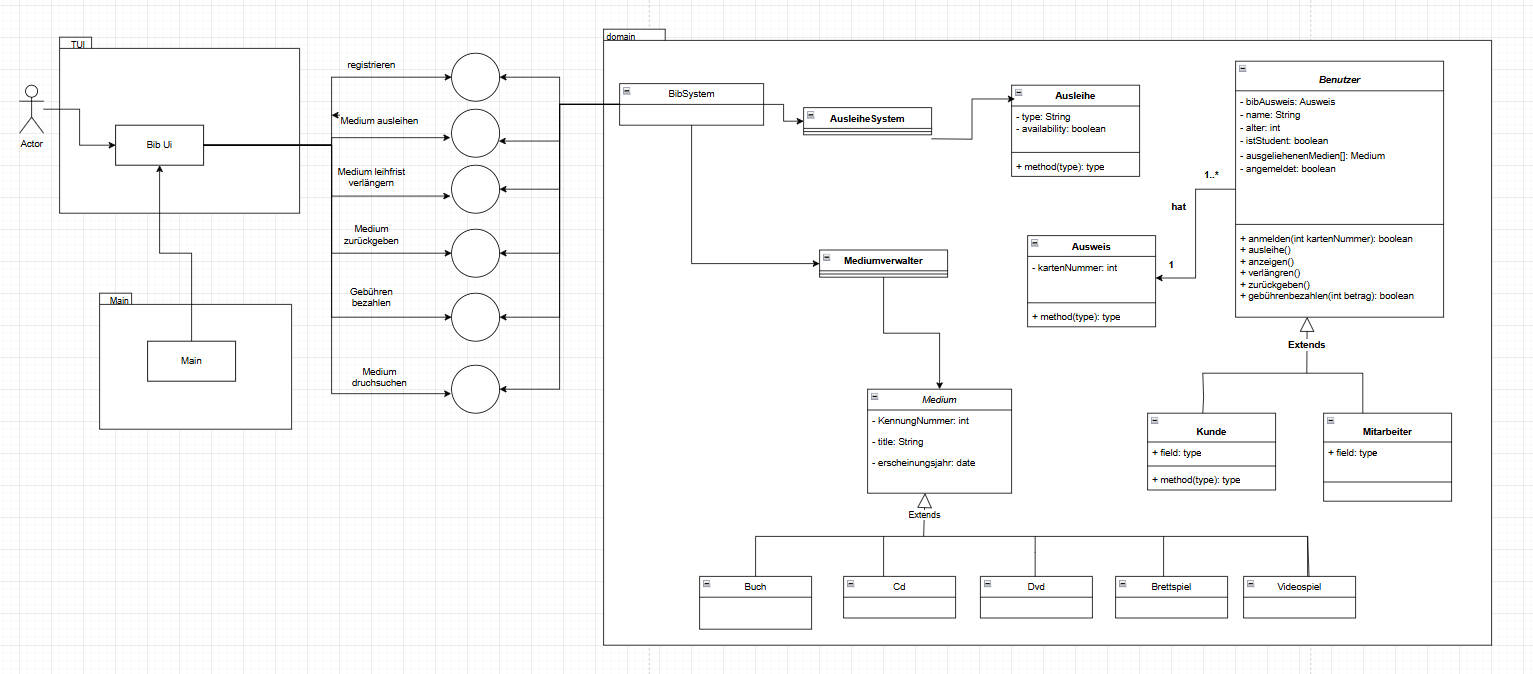 TUI
Actor
Bib Ui
Main
Main
registrieren
Medium ausleihen
Medium leihfrist
verlängern
Medium
zurückgeben
Gebühren
bezahlen
Medium
druchsuchen
domain
BibSystem
AusleiheSystem
Ausleihe
- type: String
- availability: boolean
+ method(type): type
Benutzer
- bibAusweis: Ausweis
- name: String
- alter: int
- istStudent: boolean
- ausgeliehenenMedien[]: Medium
- angemeldet: boolean
+ anmelden(int kartenNummer): boolean
+ ausleihe()
+ anzeigen()
+ verlängren()
+ zurückgeben()
+ gebührenbezahlen(int betrag): boolean
1..*
hat
1
Ausweis
- kartenNummer: int
+ method(type): type
Mediumverwalter
Extends
Kunde
+ field: type
+ method(type): type
Mitarbeiter
+ field: type
Medium
- KennungNummer: int
- title: String
- erscheinungsjahr: date
Extends
Buch
Cd
Dvd
Brettspiel
Videospiel